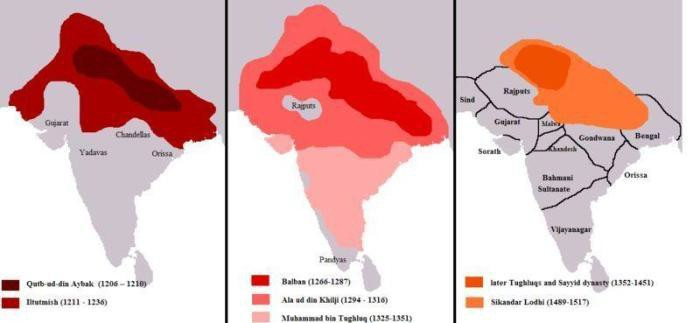 Gujarat
Chandellas
Yadavas
Orissa
Qutb-ud-din Aybak (1206 – 1210)
Iltutmish (1211 - 1236)
Rajputs
Pandyas
Balban (1266-1287)
Ala ud din Khilji (1294 - 1316)
Muhammad bin Tughluq (1325-1351)
Rajputs
Sind
Gujarat
Malwa
Gondwana
Bengal
Sorath
Khandesh
Orissa
Bahmani
Sultanate
Vijayanagar
later Tughluqs and Sayyid dynasty (1352-1451)
Sikandar Lodhi (1489-1517)